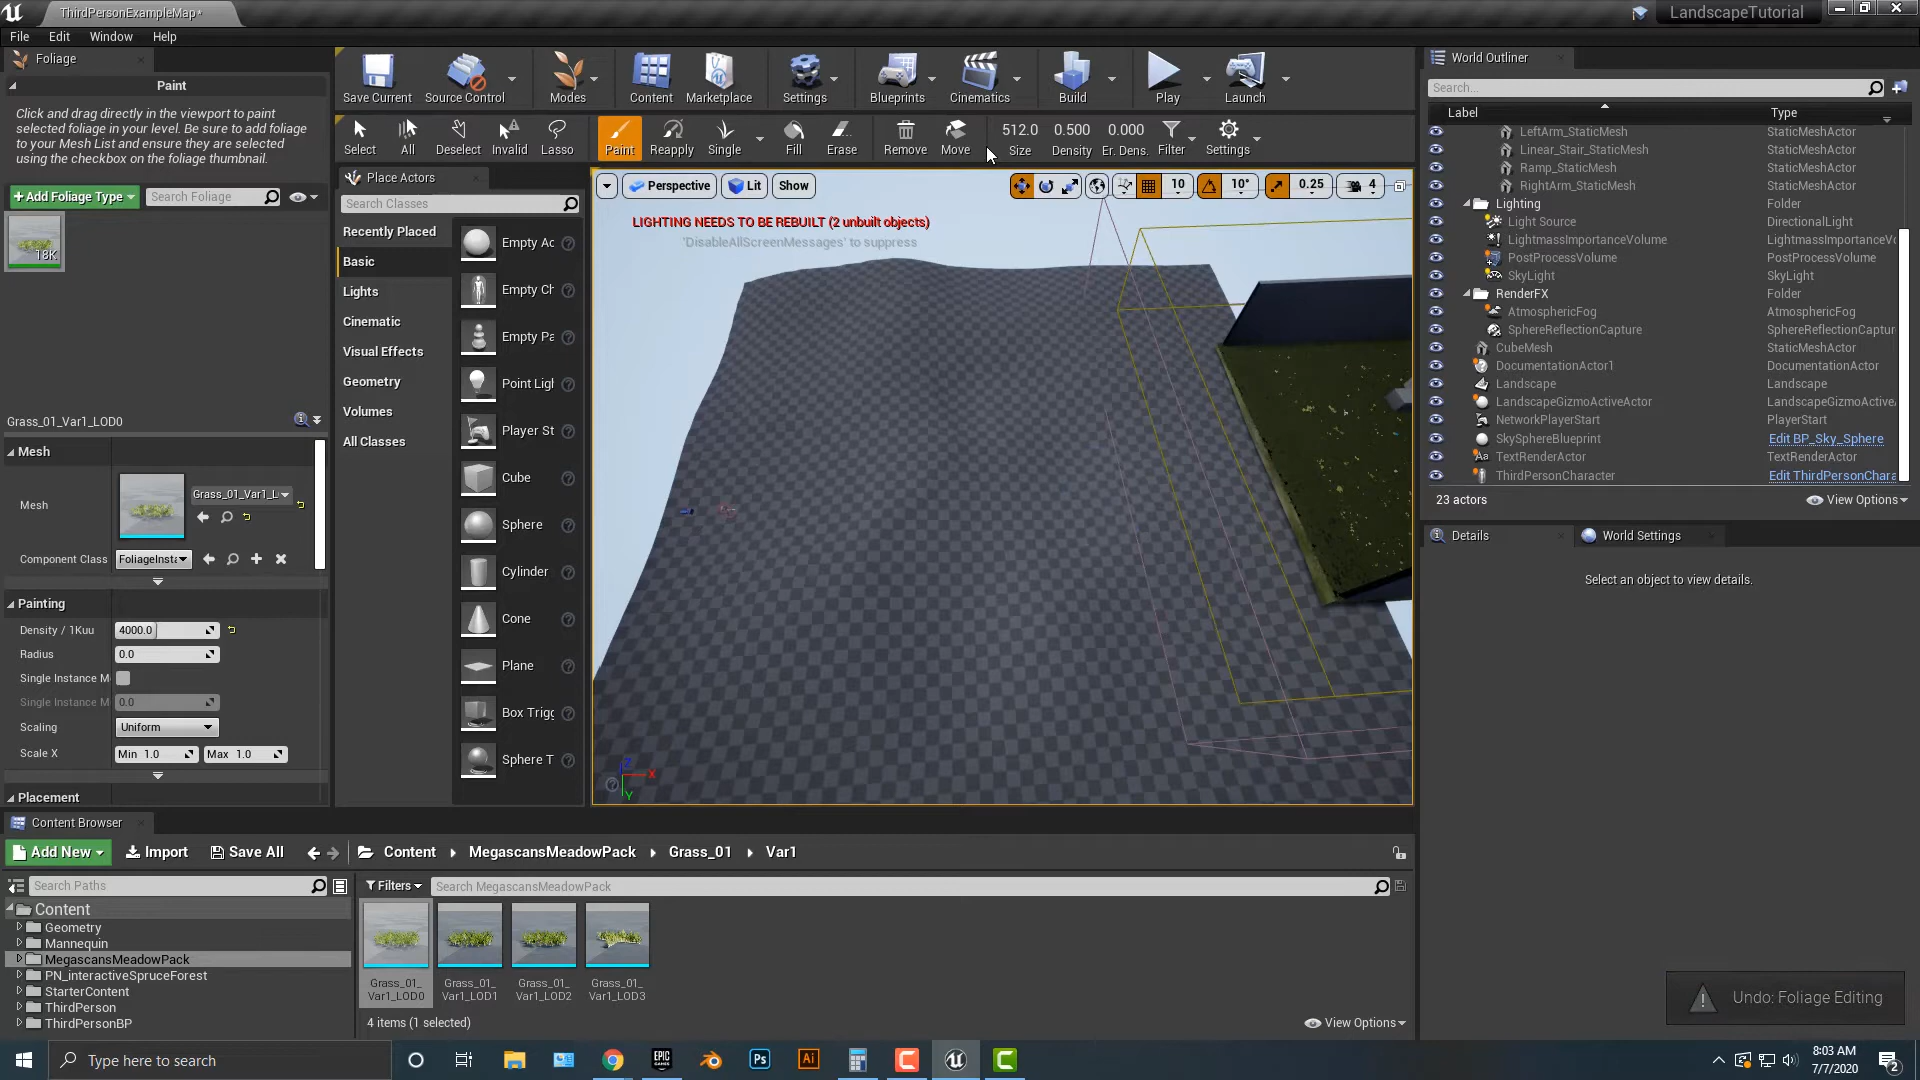 ThirdPersonExampleMap*
LandscapeTutorial
File Edit Window Help
Foliage
Paint
Click and drag directly in the viewport to paint
selected foliage in your level. Be sure to add foliage
to your Mesh List and ensure they are selected
using the checkbox on the foliage thumbnail.
+Add Foliage Type
Search Foliage
18K
Grass_01_Var1_LOD0
Mesh
Mesh
Grass_01_Var1_L
Component Class
FoliageInsta
Painting
Density / 1Kuu
4000.0
Radius
0.0
Single Instance M
Single Instance M
0.0
Scaling
Uniform
Scale X
Min 1.0
Max 1.0
Placement
Save Current
Source Control
Modes
Content
Marketplace
Settings
Blueprints
Cinematics
Build
Play
Launch
Select
All
Deselect
Invalid
Lasso
Paint
Reapply
Single
Fill
Erase
Remove
Move
512.0
Size
0.500
Density
0.000
Er. Dens.
Filter
Settings
Place Actors
Search Classes
Recently Placed
Basic
Lights
Cinematic
Visual Effects
Geometry
Volumes
All Classes
Empty Ac
Empty Ch
Empty Pa
Point Ligh
Player St
Cube
Sphere
Cylinder
Cone
Plane
Box Trigg
Sphere T
Perspective
Lit
Show
10
10°
0.25
4
LIGHTING NEEDS TO BE REBUILT (2 unbuilt objects)
'DisableAllScreenMessages' to suppress
Z
X
Y
World Outliner
Search...
Label Type
LeftArm_StaticMesh StaticMeshActor
Linear_Stair_StaticMesh StaticMeshActor
Ramp_StaticMesh StaticMeshActor
RightArm_StaticMesh StaticMeshActor
Lighting Folder
Light Source DirectionalLight
LightmassImportanceVolume LightmassImportanceVo
PostProcessVolume PostProcessVolume
SkyLight SkyLight
RenderFX Folder
AtmosphericFog AtmosphericFog
SphereReflectionCapture SphereReflectionCaptur
CubeMesh StaticMeshActor
DocumentationActor1 DocumentationActor
Landscape Landscape
LandscapeGizmoActiveActor LandscapeGizmoActiveA
NetworkPlayerStart PlayerStart
SkySphereBlueprint Edit BP_Sky_Sphere
Aa TextRenderActor TextRenderActor
ThirdPersonCharacter Edit ThirdPersonChara
23 actors
View Options
Details
World Settings
Select an object to view details.
Content Browser
Add New
Import
Save All
Content
MegascansMeadowPack
Grass_01
Var1
Search Paths
Filters
Search MegascansMeadowPack
Content
Geometry
Mannequin
MegascansMeadowPack
PN_interactiveSpruceForest
StarterContent
ThirdPerson
ThirdPersonBP
Grass_01_
Var1_LOD0
Grass_01_
Var1_LOD1
Grass_01_
Var1_LOD2
Grass_01_
Var1_LOD3
4 items (1 selected)
View Options
Undo: Foliage Editing
Type here to search
EPIC
GAMES
Ps
Ai
8:03 AM
7/7/2020
2